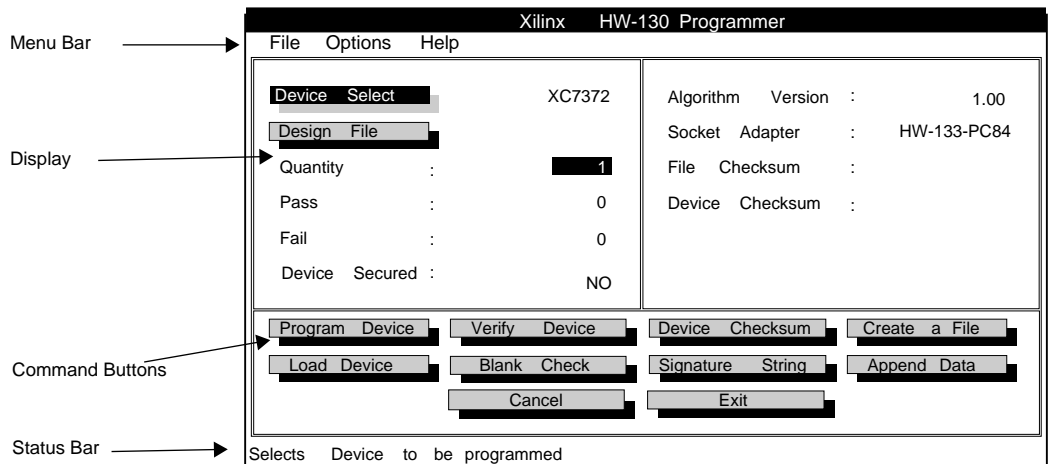 Xilinx HW-130 Programmer
Menu Bar
File Options Help
Device Select XC7372
Algorithm Version : 1.00
Design File
Socket Adapter : HW-133-PC84
Display
Quantity : 1
File Checksum :
Pass : 0
Device Checksum :
Fail : 0
Device Secured : NO
Program Device Verify Device Device Checksum Create a File
Command Buttons
Load Device Blank Check Signature String Append Data
Cancel Exit
Status Bar
Selects Device to be programmed